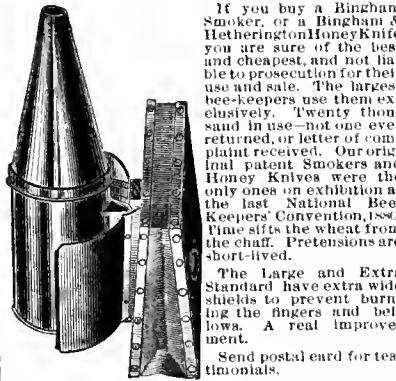 If you buy a Bingham
Smoker, or a Bingham &
Hetherington Honey Knife
you are sure of the bes
and cheapest, and not lia
ble to prosecution for thei
use and sale. The larges
bee-keepers use them ex
clusively. Twenty thou
sand in use—not one eve
returned, or letter of com
plaint received. Our orig
inal patent Smokers and
Honey Knives were the
only ones on exhibition a
the last National Bee
Keepers' Convention, 1880
Time sifts the wheat from
the chaff. Pretensions are
short-lived.
The Large and Extra
Standard have extra wide
shields to prevent burn
ing the fingers and bel
lows. A real improve
ment.
Send postal card for tes
timonials.